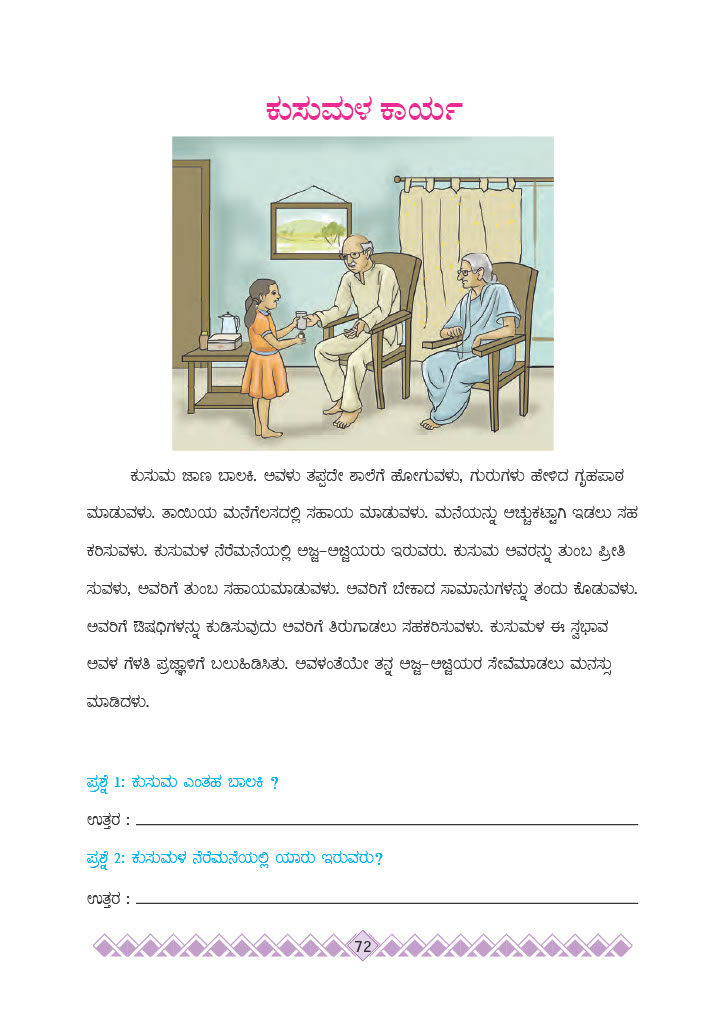 ಕುಸುಮಳ ಕಾರ್ಯ
ಕುಸುಮ ಜಾಣ ಬಾಲಕಿ. ಅವಳು ತಪ್ಪದೇ ಶಾಲೆಗೆ ಹೋಗುವಳು, ಗುರುಗಳು ಹೇಳಿದ ಗೃಹಪಾಠ
ಮಾಡುವಳು. ತಾಯಿಯ ಮನೆಗೆಲಸದಲ್ಲಿ ಸಹಾಯ ಮಾಡುವಳು. ಮನೆಯನ್ನು ಅಚ್ಚುಕಟ್ಟಾಗಿ ಇಡಲು ಸಹ
ಕರಿಸುವಳು. ಕುಸುಮಳ ನೆರೆಮನೆಯಲ್ಲಿ ಅಜ್ಜ-ಅಜ್ಜಿಯರು ಇರುವರು. ಕುಸುಮ ಅವರನ್ನು ತುಂಬ ಪ್ರೀತಿ
ಸುವಳು, ಅವರಿಗೆ ತುಂಬ ಸಹಾಯಮಾಡುವಳು. ಅವರಿಗೆ ಬೇಕಾದ ಸಾಮಾನುಗಳನ್ನು ತಂದು ಕೊಡುವಳು.
ಅವರಿಗೆ ಔಷಧಿಗಳನ್ನು ಕುಡಿಸುವುದು ಅವರಿಗೆ ತಿರುಗಾಡಲು ಸಹಕರಿಸುವಳು. ಕುಸುಮಳ ಈ ಸ್ವಭಾವ
ಅವಳ ಗೆಳತಿ ಪ್ರಜ್ಞಾಳಿಗೆ ಬಲುಹಿಡಿಸಿತು. ಅವಳಂತೆಯೇ ತನ್ನ ಅಜ್ಜ-ಅಜ್ಜಿಯರ ಸೇವೆಮಾಡಲು ಮನಸ್ಸು
ಮಾಡಿದಳು.
ಪ್ರಶ್ನೆ 1: ಕುಸುಮ ಎಂತಹ ಬಾಲಕಿ ?
ಉತ್ತರ :
ಪ್ರಶ್ನೆ 2: ಕುಸುಮಳ ನೆರೆಮನೆಯಲ್ಲಿ ಯಾರು ಇರುವರು?
ಉತ್ತರ :
72